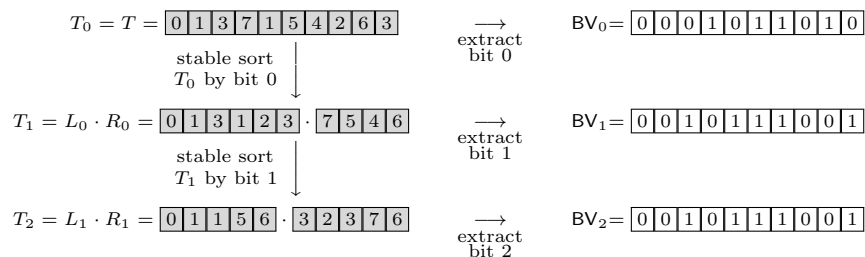 T₀ = T = 0 1 3 7 1 5 4 2 6 3 ⟶ BV₀= 0 0 0 1 0 1 1 0 1 0
extract
bit 0
stable sort
T₀ by bit 0
T₁ = L₀ · R₀ = 0 1 3 1 2 3 · 7 5 4 6 ⟶ BV₁= 0 0 1 0 1 1 1 0 0 1
extract
bit 1
stable sort
T₁ by bit 1
T₂ = L₁ · R₁ = 0 1 1 5 6 · 3 2 3 7 6 ⟶ BV₂= 0 0 1 0 1 1 1 0 0 1
extract
bit 2